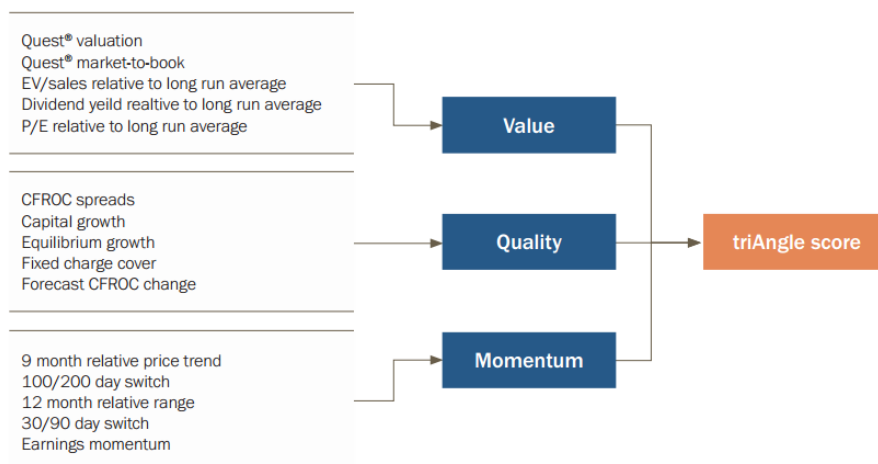 Quest® valuation
Quest® market-to-book
EV/sales relative to long run average
Dividend yeild realtive to long run average
P/E relative to long run average
Value
CFROC spreads
Capital growth
Equilibrium growth
Fixed charge cover
Forecast CFROC change
Quality
triAngle score
9 month relative price trend
100/200 day switch
12 month relative range
30/90 day switch
Earnings momentum
Momentum